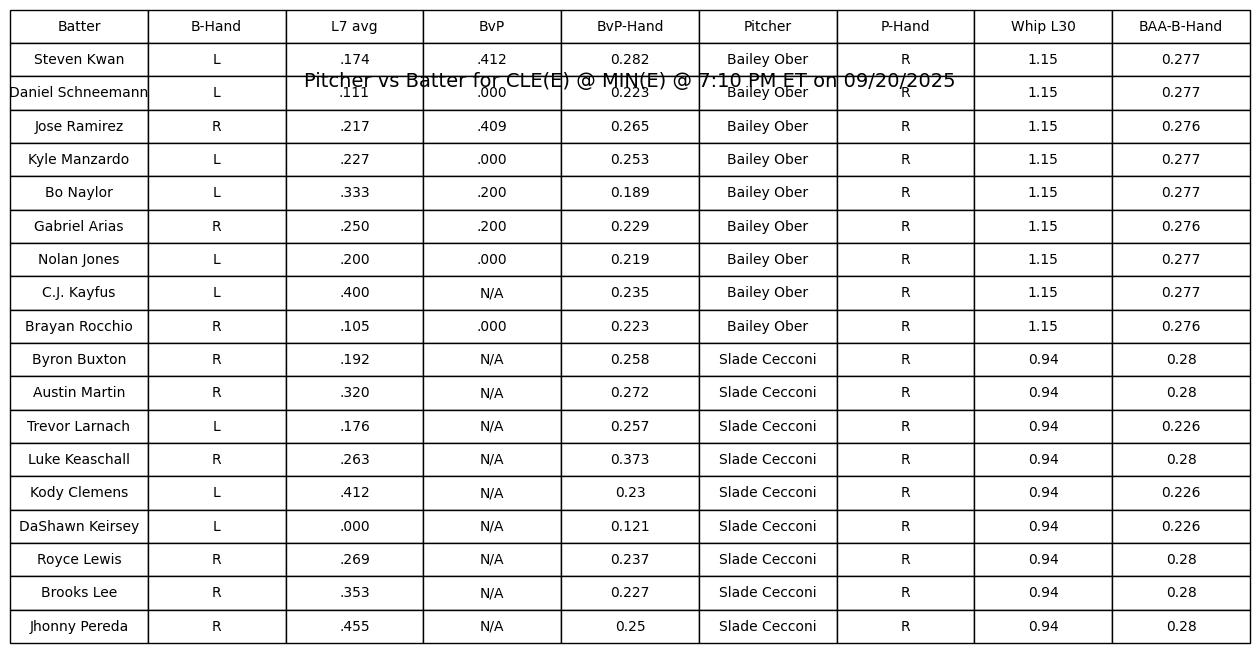 Batter B-Hand L7 avg BvP BvP-Hand Pitcher P-Hand Whip L30 BAA-B-Hand
Steven Kwan L .174 .412 0.282 Bailey Ober R 1.15 0.277
Pitcher vs Batter for CLE(E) @ MIN(E) @ 7:10 PM ET on 09/20/2025
Daniel Schneemann L .111 .000 0.223 Bailey Ober R 1.15 0.277
Jose Ramirez R .217 .409 0.265 Bailey Ober R 1.15 0.276
Kyle Manzardo L .227 .000 0.253 Bailey Ober R 1.15 0.277
Bo Naylor L .333 .200 0.189 Bailey Ober R 1.15 0.277
Gabriel Arias R .250 .200 0.229 Bailey Ober R 1.15 0.276
Nolan Jones L .200 .000 0.219 Bailey Ober R 1.15 0.277
C.J. Kayfus L .400 N/A 0.235 Bailey Ober R 1.15 0.277
Brayan Rocchio R .105 .000 0.223 Bailey Ober R 1.15 0.276
Byron Buxton R .192 N/A 0.258 Slade Cecconi R 0.94 0.28
Austin Martin R .320 N/A 0.272 Slade Cecconi R 0.94 0.28
Trevor Larnach L .176 N/A 0.257 Slade Cecconi R 0.94 0.226
Luke Keaschall R .263 N/A 0.373 Slade Cecconi R 0.94 0.28
Kody Clemens L .412 N/A 0.23 Slade Cecconi R 0.94 0.226
DaShawn Keirsey L .000 N/A 0.121 Slade Cecconi R 0.94 0.226
Royce Lewis R .269 N/A 0.237 Slade Cecconi R 0.94 0.28
Brooks Lee R .353 N/A 0.227 Slade Cecconi R 0.94 0.28
Jhonny Pereda R .455 N/A 0.25 Slade Cecconi R 0.94 0.28